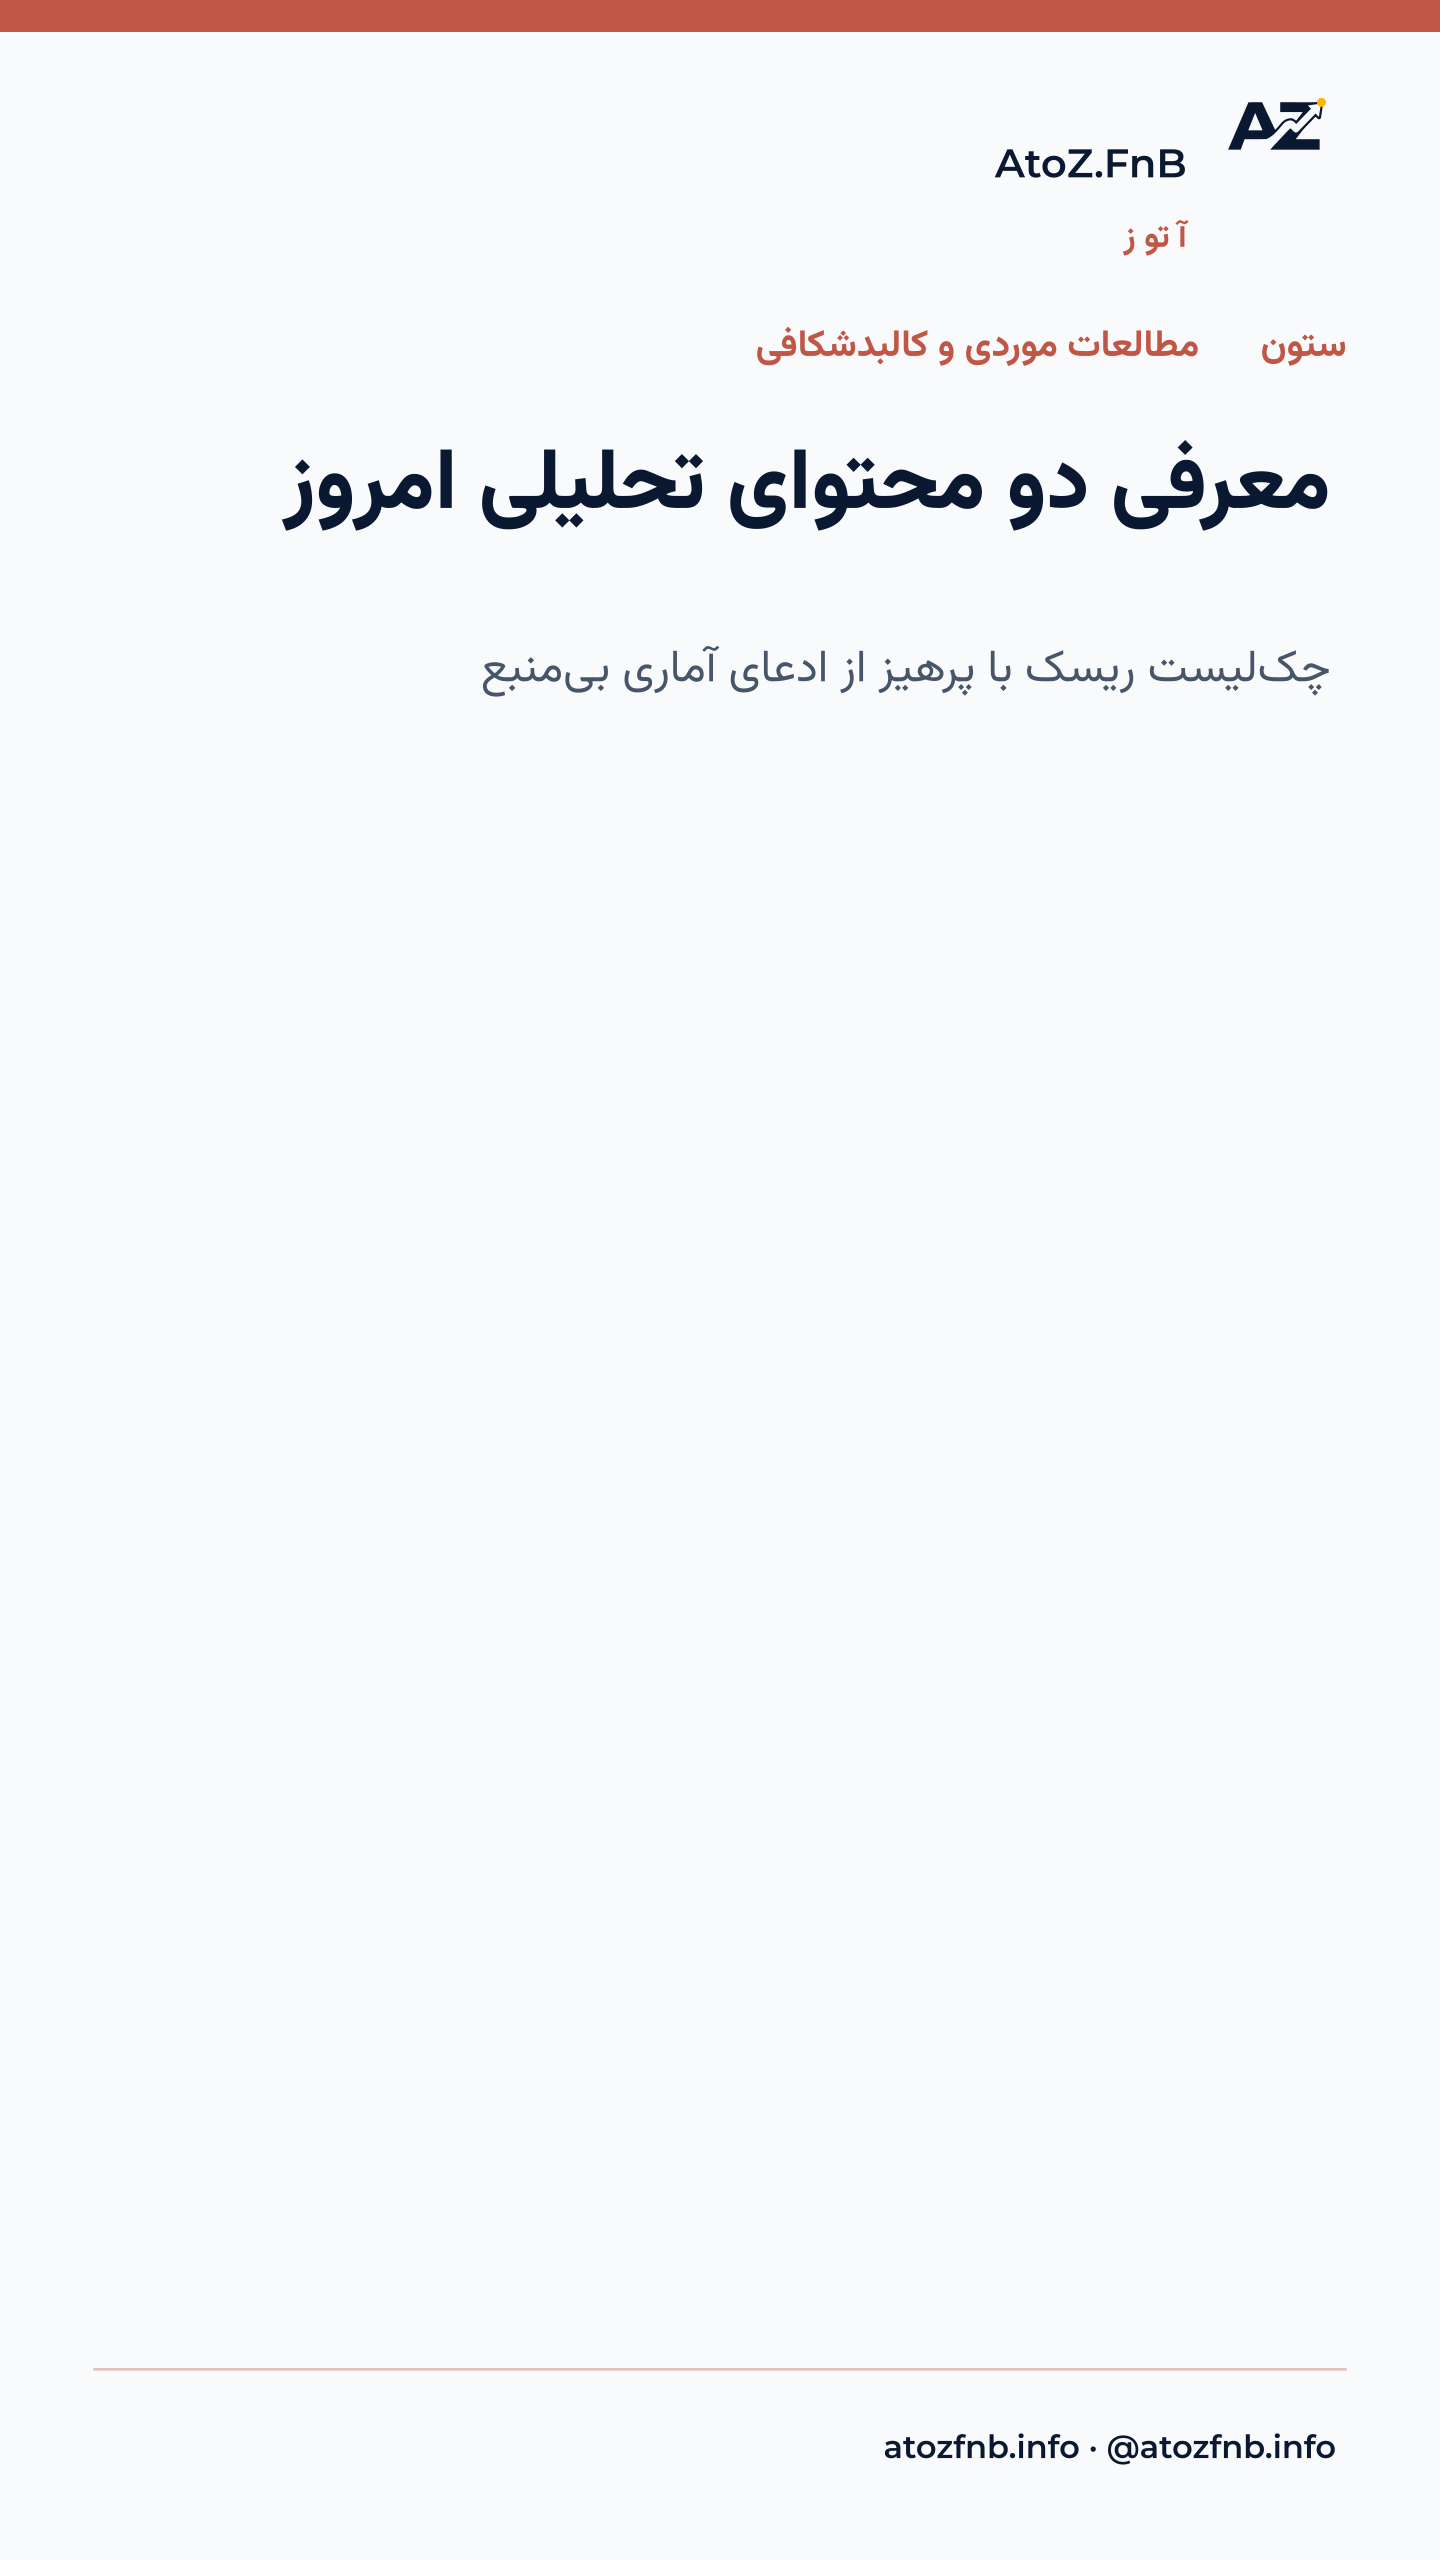 AZ
AtoZ.FnB
آ تو ز
ستون مطالعات موردی و کالبدشکافی
معرفی دو محتوای تحلیلی امروز
چک‌لیست ریسک با پرهیز از ادعای آماری بی‌منبع
atozfnb.info · @atozfnb.info